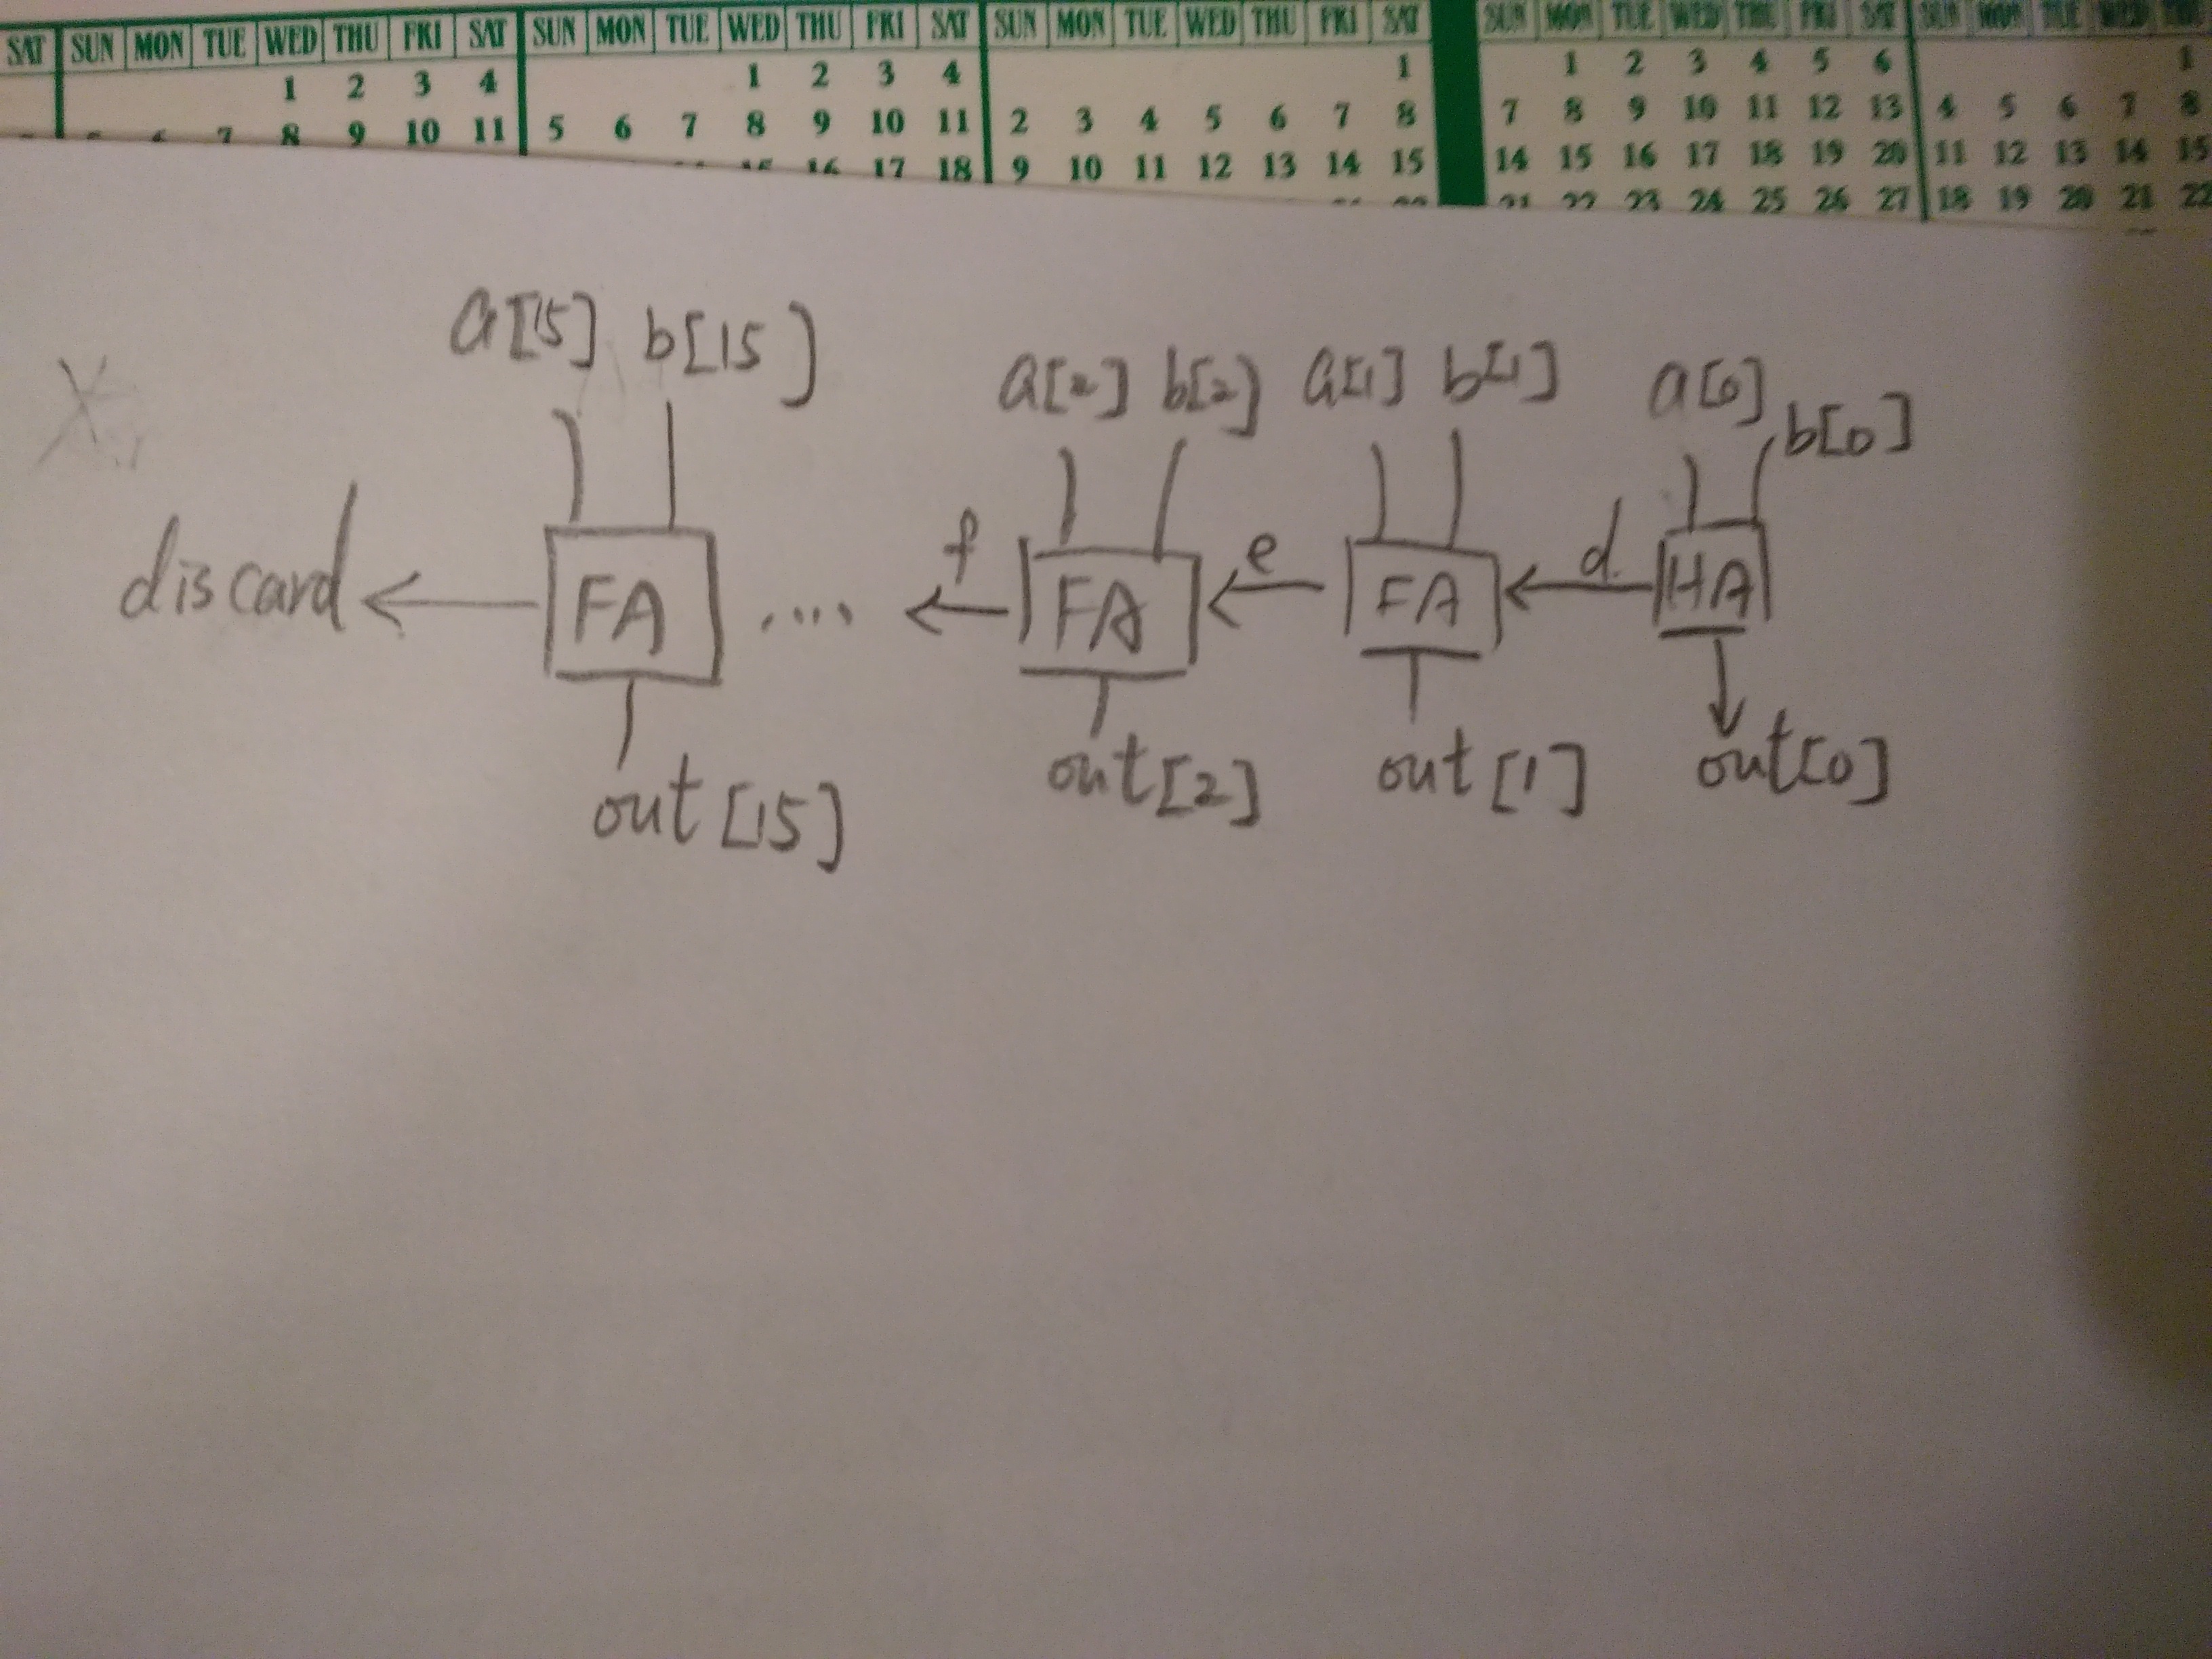 SAT SUN MON TUE WED THU FRI SAT SUN MON TUE WED THU FRI SAT SUN MON TUE WED THU FRI SAT SUN MON TUE WED THU FRI SAT SUN MON TUE WED THU
1 2 3 4 1 2 3 4 1 1 2 3 4 5 6 1
7 8 9 10 11 5 6 7 8 9 10 11 2 3 4 5 6 7 8 7 8 9 10 11 12 13 4 5 6 7 8
16 17 18 9 10 11 12 13 14 15 14 15 16 17 18 19 20 11 12 13 14 15
21 22 23 24 25 26 27 18 19 20 21 22
a[15] b[15] a[2] b[2] a[1] b[1] a[0] b[0]
discard FA .... f FA e FA d HA
out[15] out[2] out[1] out[0]